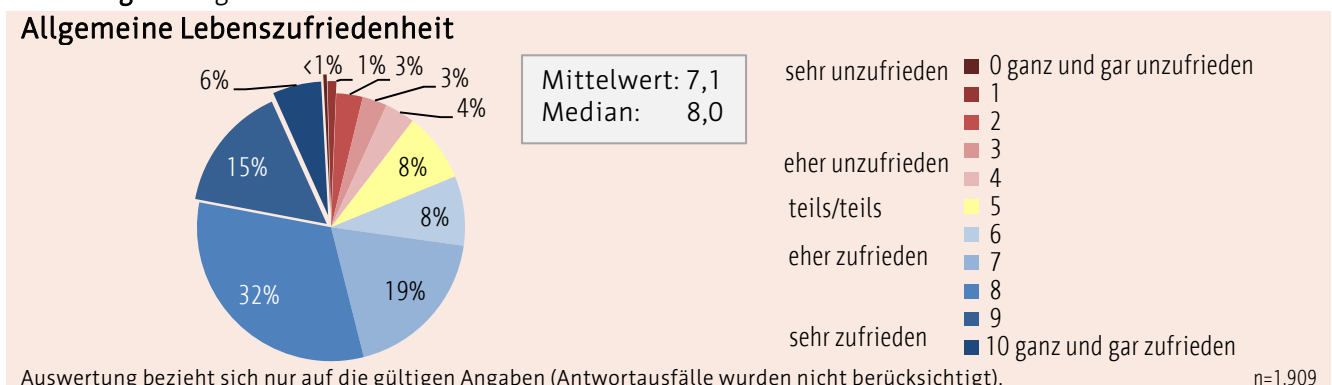 Allgemeine Lebenszufriedenheit
6%
<1%
1%
3%
3%
4%
8%
8%
19%
32%
15%
Mittelwert: 7,1
Median: 8,0
sehr unzufrieden
eher unzufrieden
teils/teils
eher zufrieden
sehr zufrieden
0 ganz und gar unzufrieden
1
2
3
4
5
6
7
8
9
10 ganz und gar zufrieden
Auswertung bezieht sich nur auf die gültigen Angaben (Antwortausfälle wurden nicht berücksichtigt).
n=1.909